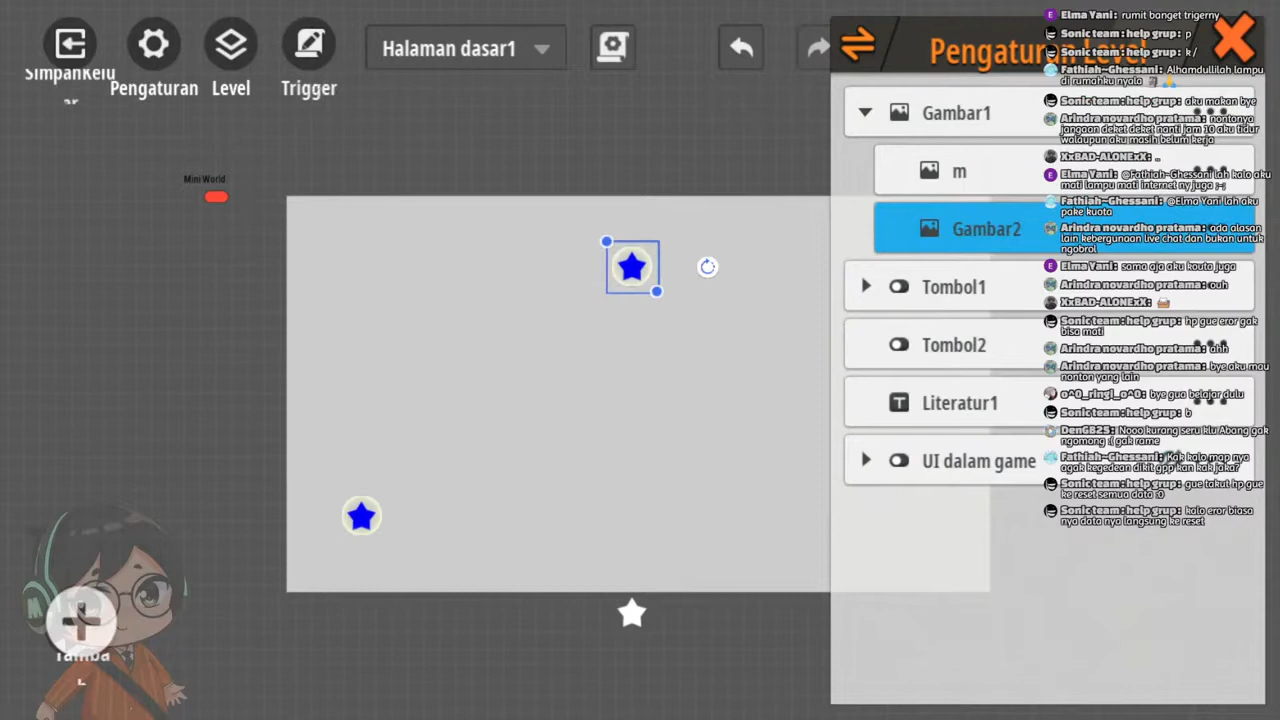 SimpanKelu
ar
Pengaturan
Level
Trigger
Halaman dasar1
Pengaturan Level
Mini World
Gambar1
m
Gambar2
Tombol1
Tombol2
Literatur1
UI dalam game
Tamba
Elma Yani: rumit banget trigerny
Sonic team:help grup: p
Sonic team:help grup: k /
Fathiah~Ghessani: Alhamdullilah lampu
di rumahku nyala
Sonic team:help grup: aku makan bye
Arindra novardho pratama: nontonya
jangaan deket deket nanti jam 10 aku tidur
walaupun aku masih belum kerja
XxBAD-ALONExX: ..
Elma Yani: @Fathiah~Ghessani lah kalo aku
mati lampu mati internet ny juga ;-;
Fathiah~Ghessani: @Elma Yani lah aku
pake kuota
Arindra novardho pratama: ada alasan
lain kebergunaan live chat dan bukan untuk
ngobrol
Elma Yani: sama aja aku kouta juga
Arindra novardho pratama: ouh
XxBAD-ALONExX:
Sonic team:help grup: hp gue eror gak
bisa mati
Arindra novardho pratama: ahh
Arindra novardho pratama: bye aku mau
nonton yang lain
o^0_ringl_o^0: bye gua belajar dulu
Sonic team:help grup: b
DenGB25: Nooo kurang seru klu Abang gak
ngomong :( gak rame
Fathiah~Ghessani: Kak kalo map nya
agak kegedean dikit gpp kan kak jaka?
Sonic team:help grup: gue takut hp gue
ke reset semua data :0
Sonic team:help grup: kalo eror biasa
nya data nya langsung ke reset